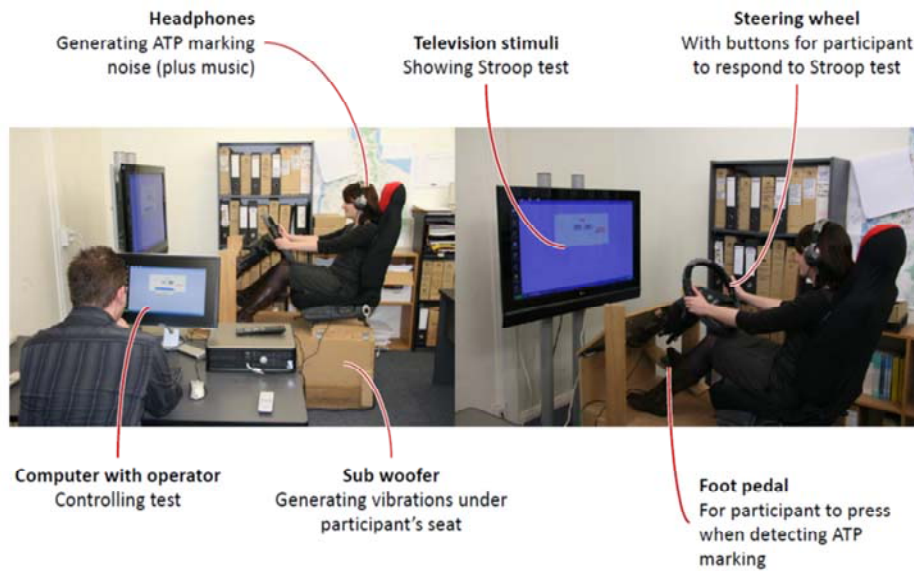 Headphones
Generating ATP marking
noise (plus music)
Television stimuli
Showing Stroop test
Steering wheel
With buttons for participant
to respond to Stroop test
Computer with operator
Controlling test
Sub woofer
Generating vibrations under
participant's seat
Foot pedal
For participant to press
when detecting ATP
marking